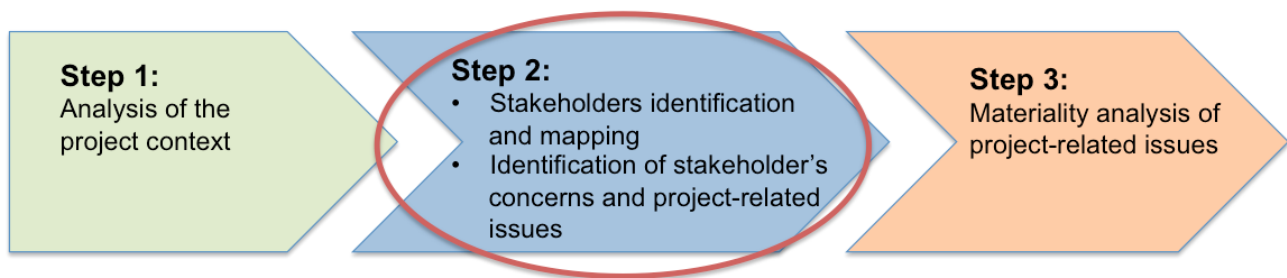 Step 1:
Analysis of the
project context
Step 2:
• Stakeholders identification
and mapping
• Identification of stakeholder's
concerns and project-related
issues
Step 3:
Materiality analysis of
project-related issues